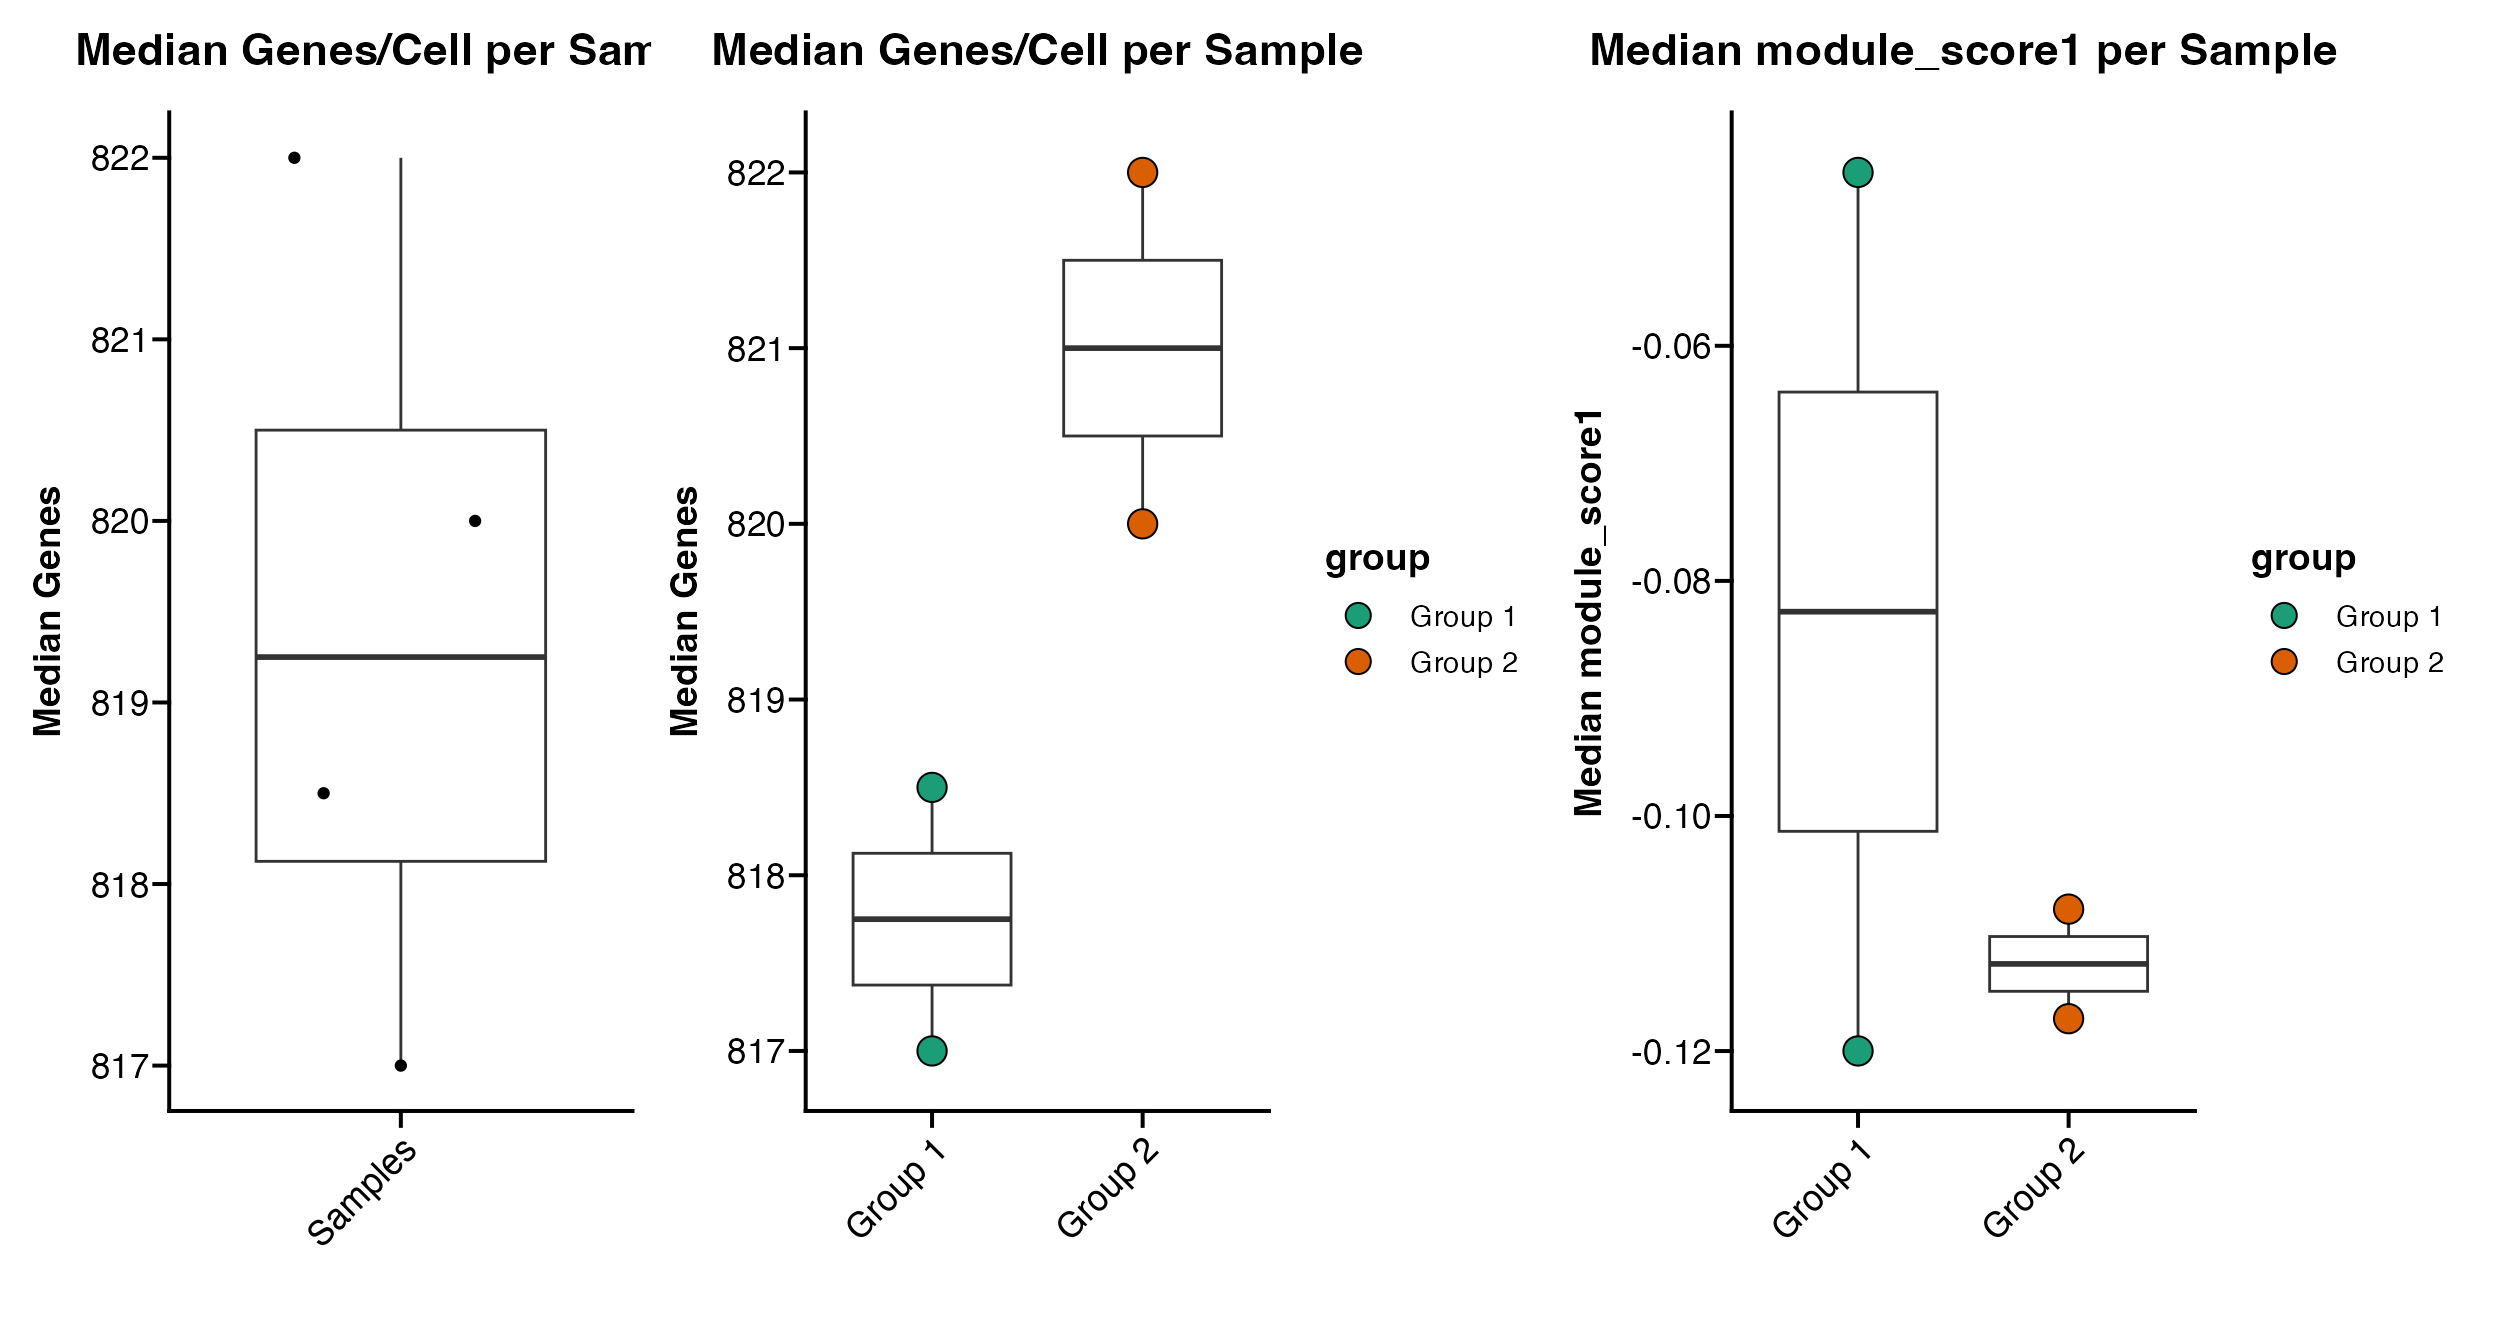 Median Genes/Cell per Sam
Median Genes
822
821
820
819
818
817
Samples
Median Genes/Cell per Sample
Median Genes
822
821
820
819
818
817
Group 1
Group 2
group
Group 1
Group 2
Median module_score1 per Sample
Median module_score1
-0.06
-0.08
-0.10
-0.12
Group 1
Group 2
group
Group 1
Group 2